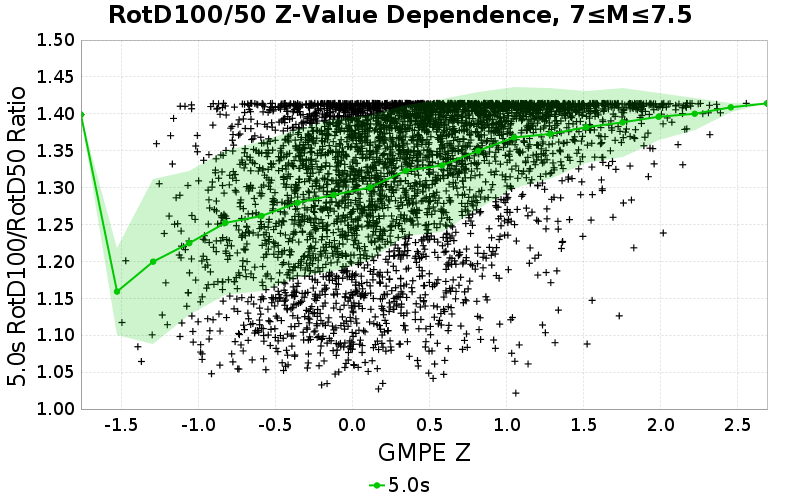 RotD100/50 Z-Value Dependence, 7≤M≤7.5
5.0s RotD100/RotD50 Ratio
1.50
1.45
1.40
1.35
1.30
1.25
1.20
1.15
1.10
1.05
1.00
-1.5 -1.0 -0.5 0.0 0.5 1.0 1.5 2.0 2.5
GMPE Z
5.0s